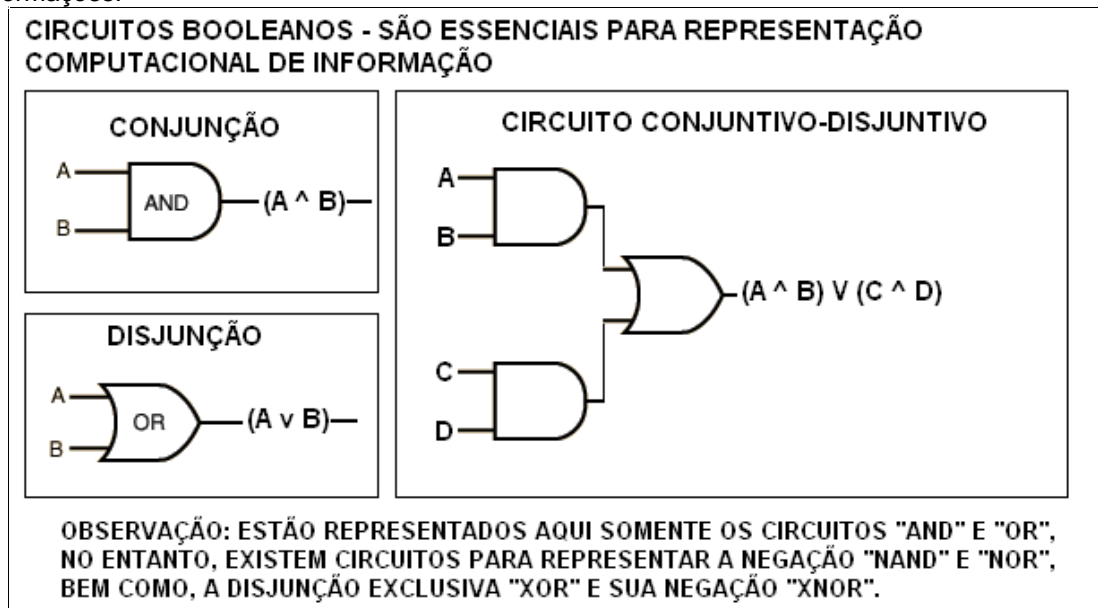 ormações.
CIRCUITOS BOOLEANOS - SÃO ESSENCIAIS PARA REPRESENTAÇÃO
COMPUTACIONAL DE INFORMAÇÃO
CONJUNÇÃO
A
AND
(A ^ B)
B
DISJUNÇÃO
A
OR
(A v B)
B
CIRCUITO CONJUNTIVO-DISJUNTIVO
A
B
(A ^ B) V (C ^ D)
C
D
OBSERVAÇÃO: ESTÃO REPRESENTADOS AQUI SOMENTE OS CIRCUITOS "AND" E "OR",
NO ENTANTO, EXISTEM CIRCUITOS PARA REPRESENTAR A NEGAÇÃO "NAND" E "NOR",
BEM COMO, A DISJUNÇÃO EXCLUSIVA "XOR" E SUA NEGAÇÃO "XNOR".